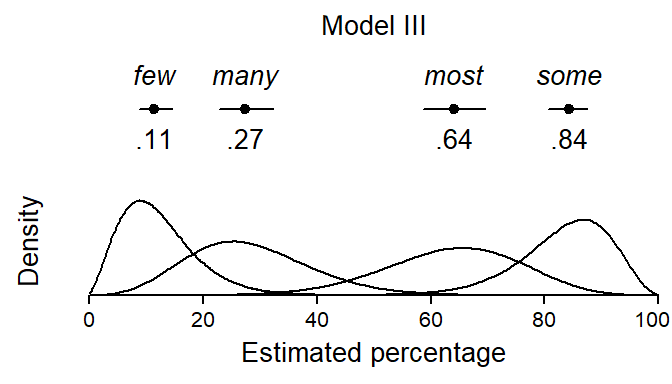 Model III
few many most some
.11 .27 .64 .84
Density
0 20 40 60 80 100
Estimated percentage